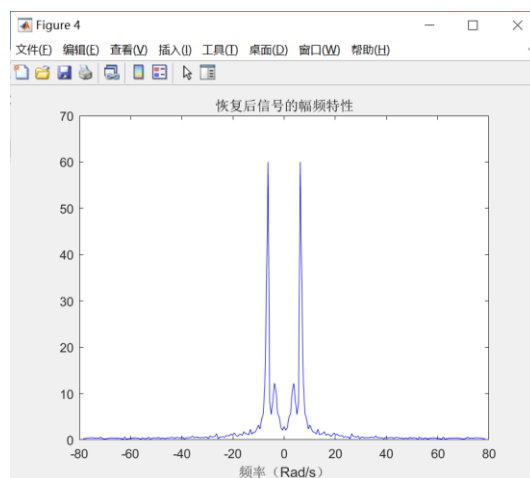 Figure 4
文件(F) 编辑(E) 查看(V) 插入(I) 工具(T) 桌面(D) 窗口(W) 帮助(H)
恢复后信号的幅频特性
70
60
50
40
30
20
10
0
-80 -60 -40 -20 0 20 40 60 80
频率（Rad/s）